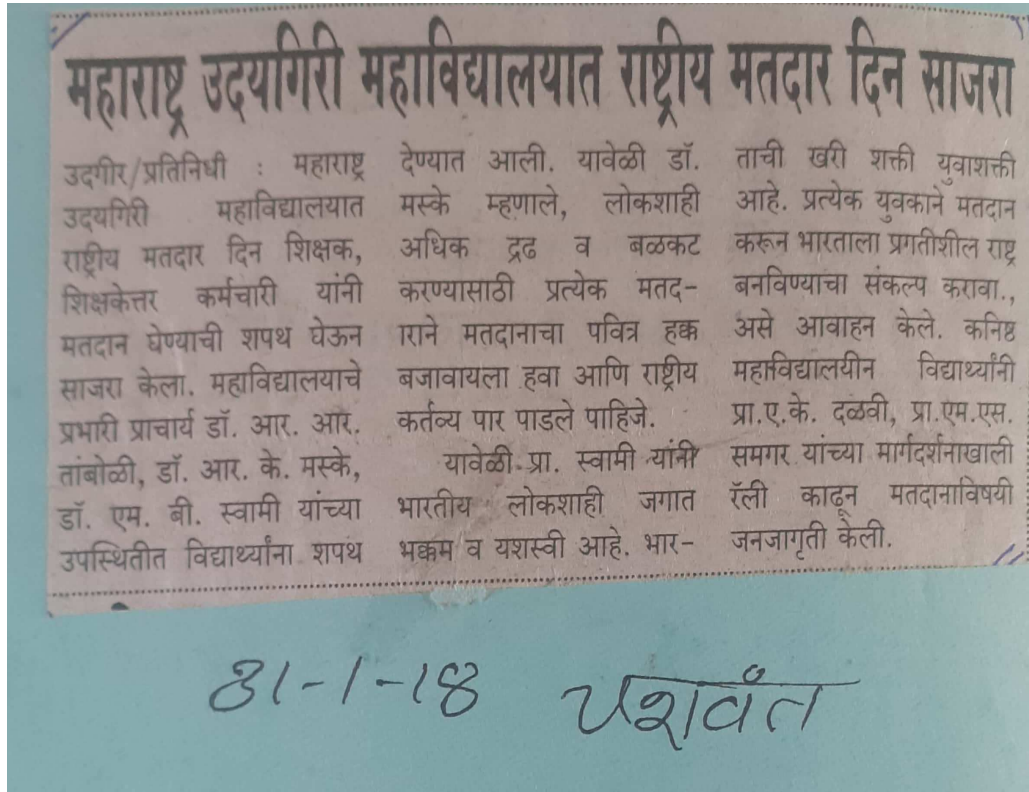 महाराष्ट्र उदयगिरी महाविद्यालयात राष्ट्रीय मतदार दिन साजरा
उदगीर/प्रतिनिधी : महाराष्ट्र
उदयगिरी महाविद्यालयात
राष्ट्रीय मतदार दिन शिक्षक,
शिक्षकेत्तर कर्मचारी यांनी
मतदान घेण्याची शपथ घेऊन
साजरा केला. महाविद्यालयाचे
प्रभारी प्राचार्य डॉ. आर. आर.
तांबोळी, डॉ. आर. के. मस्के,
डॉ. एम. बी. स्वामी यांच्या
उपस्थितीत विद्यार्थ्यांना शपथ
देण्यात आली. यावेळी डॉ.
मस्के म्हणाले, लोकशाही
अधिक द्रढ व बळकट
करण्यासाठी प्रत्येक मतद-
ाराने मतदानाचा पवित्र हक्क
बजावायला हवा आणि राष्ट्रीय
कर्तव्य पार पाडले पाहिजे.
यावेळी प्रा. स्वामी यांनी
भारतीय लोकशाही जगात
भक्कम व यशस्वी आहे. भार-
ताची खरी शक्ती युवाशक्ती
आहे. प्रत्येक युवकाने मतदान
करून भारताला प्रगतीशील राष्ट्र
बनविण्याचा संकल्प करावा.,
असे आवाहन केले. कनिष्ठ
महाविद्यालयीन विद्यार्थ्यांनी
प्रा.ए.के. दळवी, प्रा.एम.एस.
समगर यांच्या मार्गदर्शनाखाली
रॅली काढून मतदानाविषयी
जनजागृती केली.
31-1-18 यशवंत